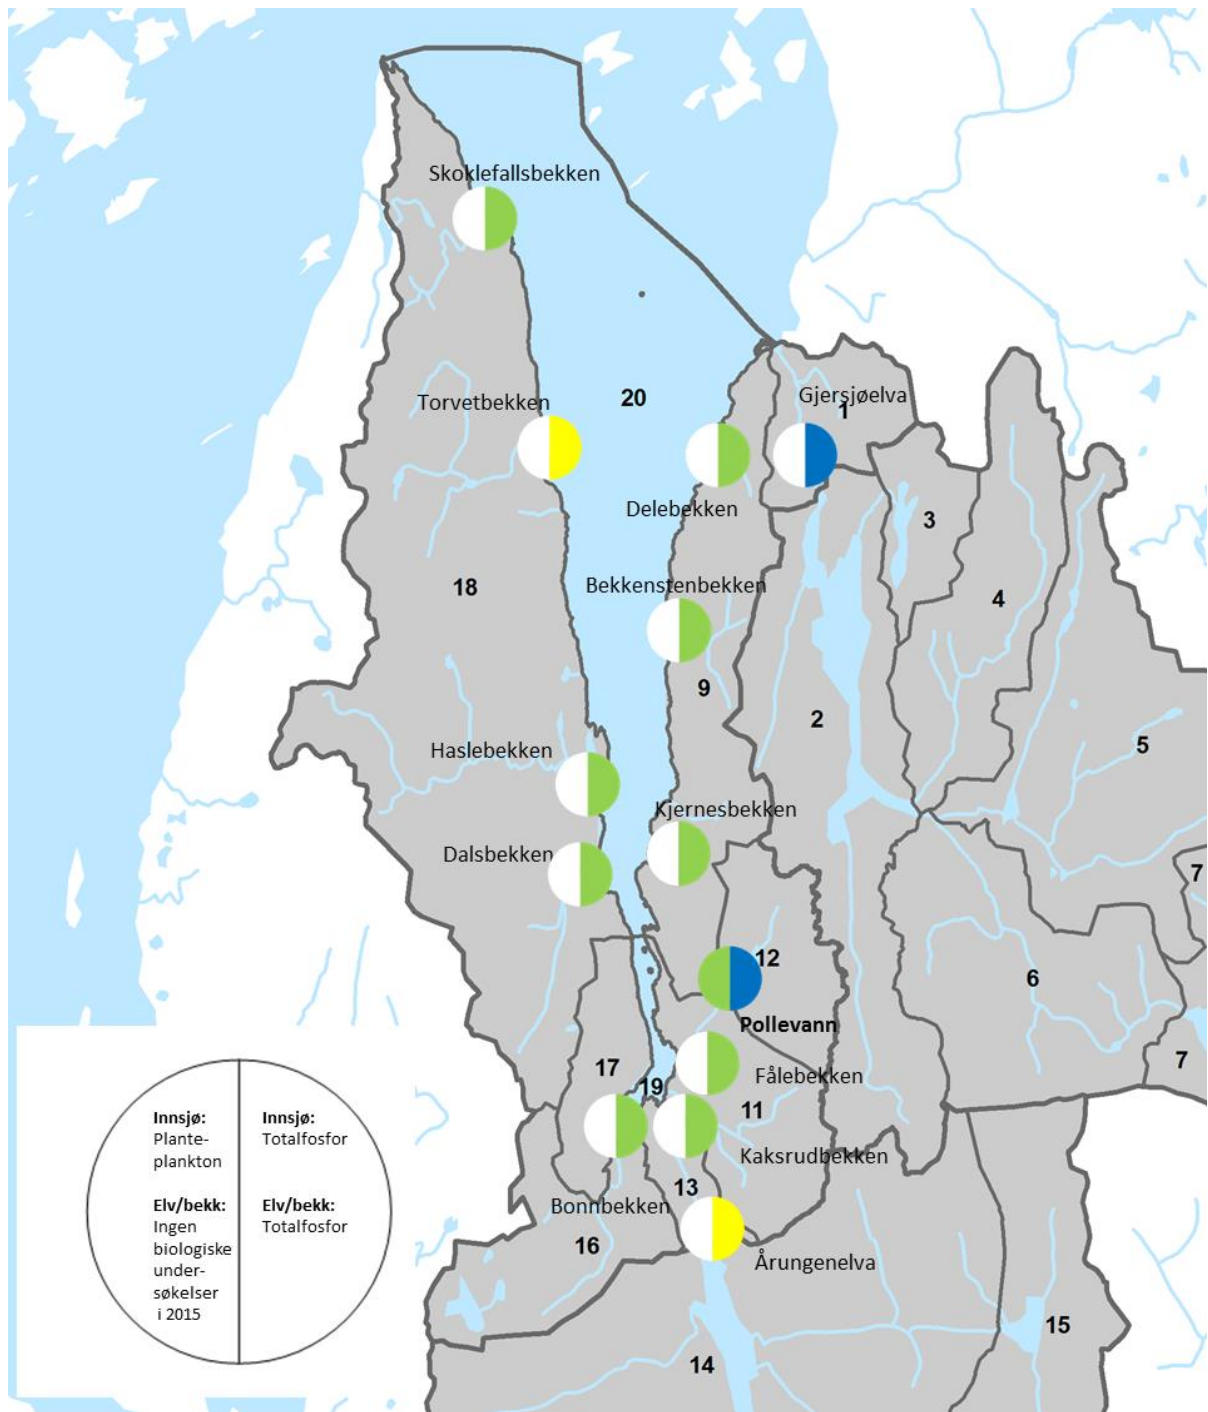 Skoklefallsbekken
Torvetbekken
20
Gjersjøelva
1
Delebekken
3
Bekkenstenbekken
18
4
9
2
5
Haslebekken
Kjernesbekken
Dalsbekken
7
12
6
Pollevann
17
Fålebekken
7
19
11
Kaksrudbekken
13
Bonnbekken
16
Årungenelva
15
14
Innsjø:
Plante-
plankton
Elv/bekk:
Ingen
biologiske
under-
søkelser
i 2015
Innsjø:
Totalfosfor
Elv/bekk:
Totalfosfor